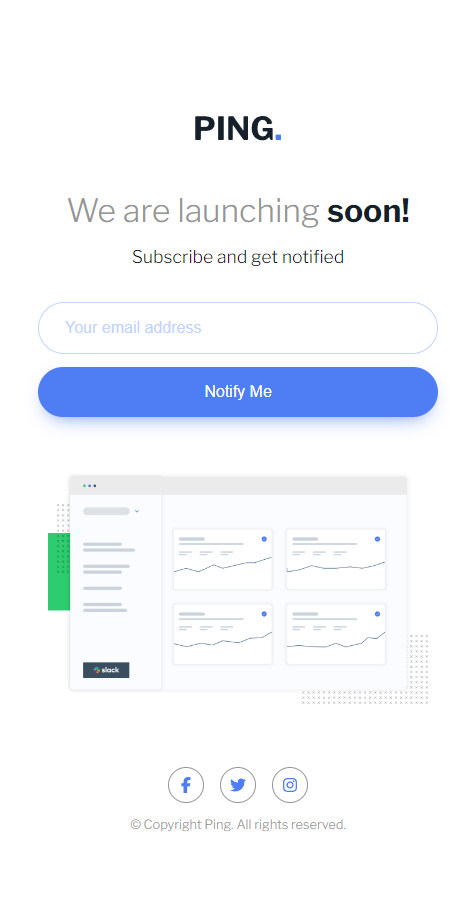 PING.
We are launching soon!
Subscribe and get notified
Your email address
Notify Me
slack
© Copyright Ping. All rights reserved.